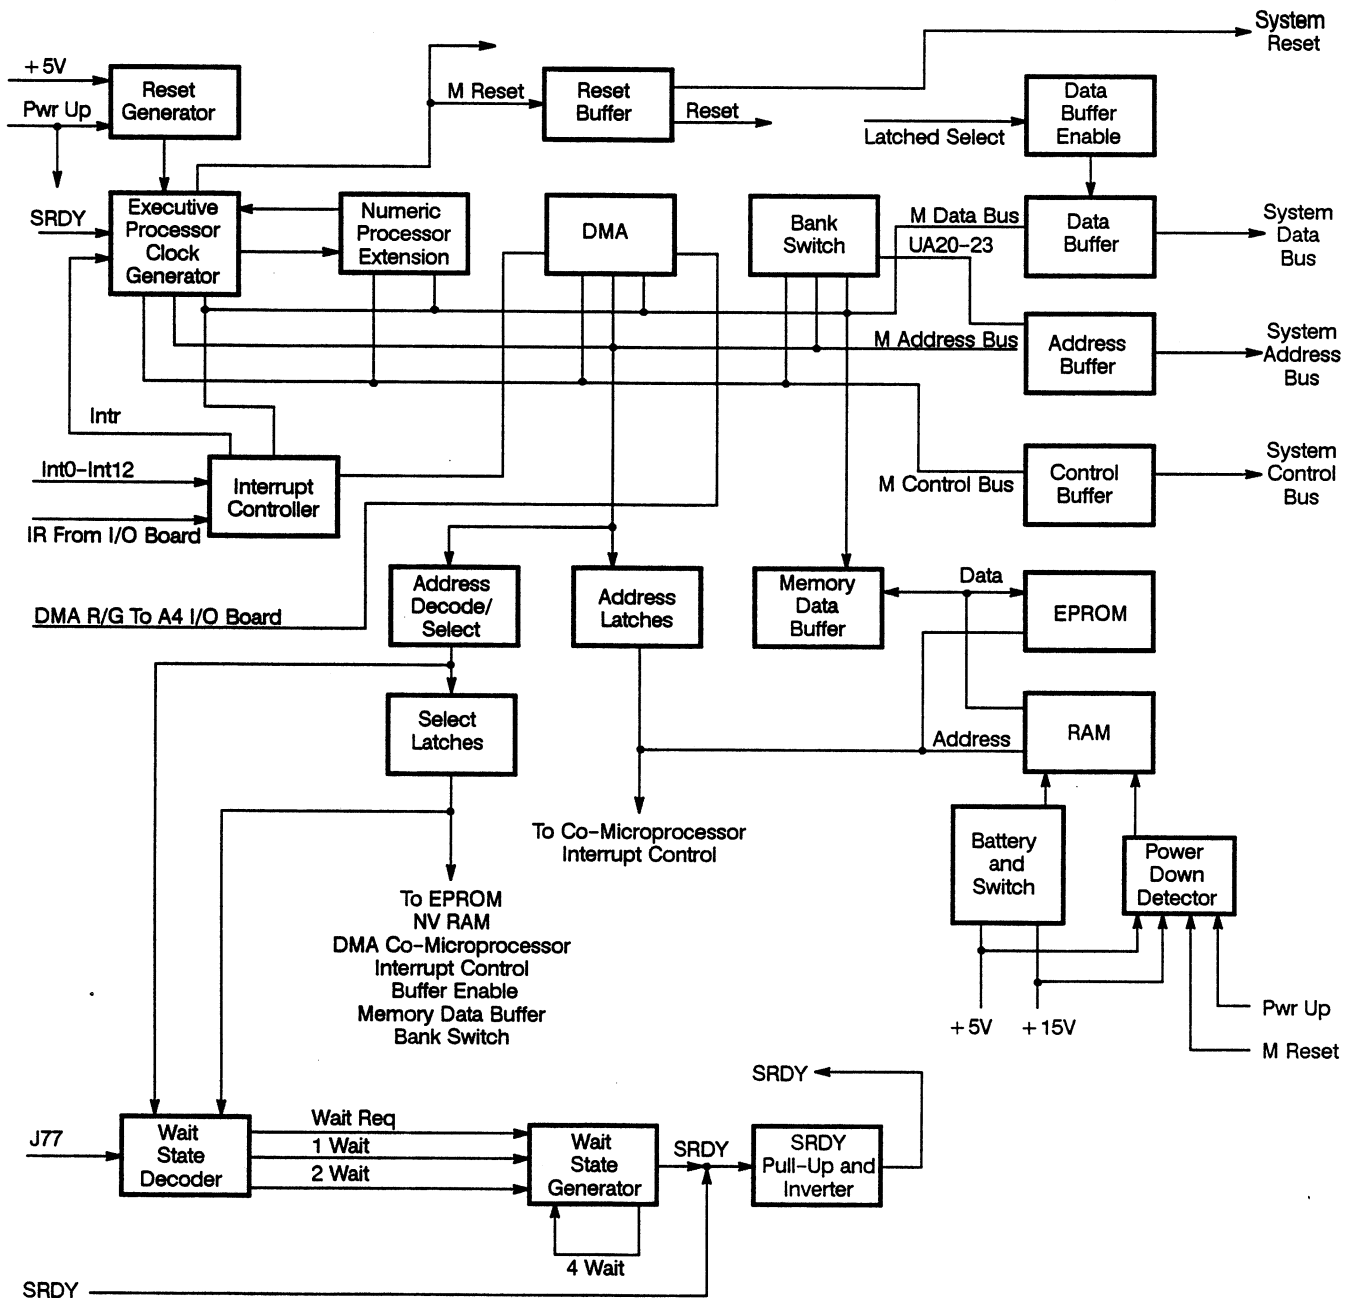 System
Reset
+5V
Reset
Generator
Pwr Up
M Reset
Reset
Buffer
Reset
Data
Buffer
Enable
Latched Select
SRDY
Executive
Processor
Clock
Generator
Numeric
Processor
Extension
DMA
Bank
Switch
M Data Bus
UA20-23
Data
Buffer
System
Data
Bus
M Address Bus
Address
Buffer
System
Address
Bus
Intr
Int0-Int12
Interrupt
Controller
IR From I/O Board
M Control Bus
Control
Buffer
System
Control
Bus
DMA R/G To A4 I/O Board
Address
Decode/
Select
Address
Latches
Memory
Data
Buffer
Data
EPROM
Select
Latches
Address
RAM
To Co-Microprocessor
Interrupt Control
Battery
and
Switch
Power
Down
Detector
To EPROM
NV RAM
DMA Co-Microprocessor
Interrupt Control
Buffer Enable
Memory Data Buffer
Bank Switch
+5V
+15V
Pwr Up
M Reset
SRDY
J77
Wait
State
Decoder
Wait Req
1 Wait
2 Wait
Wait
State
Generator
SRDY
SRDY
Pull-Up and
Inverter
4 Wait
SRDY